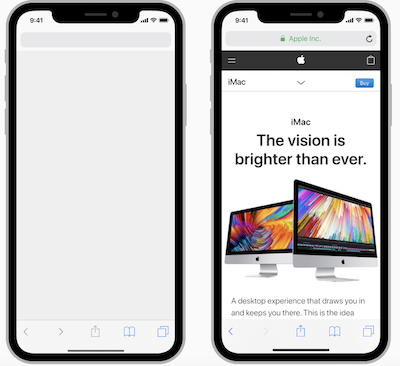 9:41
9:41
Apple Inc.
iMac
Buy
iMac
The vision is
brighter than ever.
A desktop experience that draws you in
and keeps you there. This is the idea